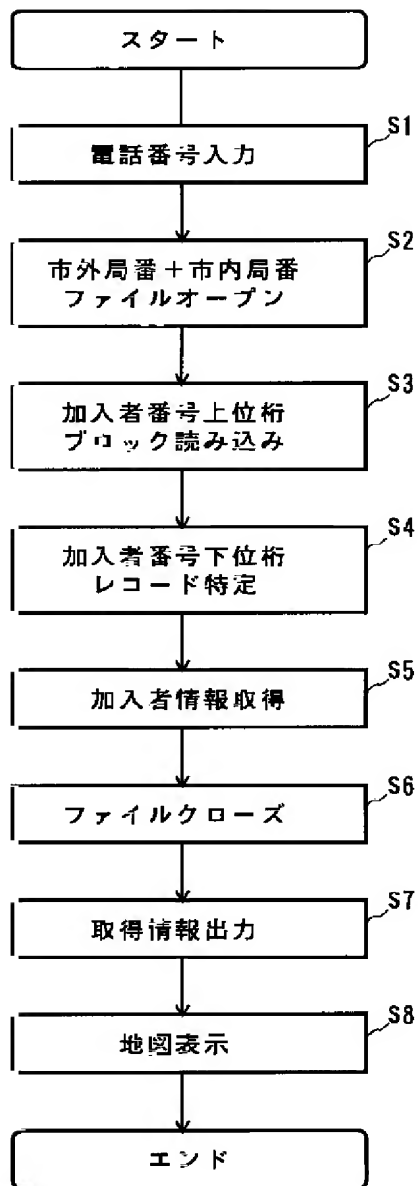 スタート
S1
電話番号入力
S2
市外局番+市内局番
ファイルオープン
S3
加入者番号上位桁
ブロック読み込み
S4
加入者番号下位桁
レコード特定
S5
加入者情報取得
S6
ファイルクローズ
S7
取得情報出力
S8
地図表示
エンド